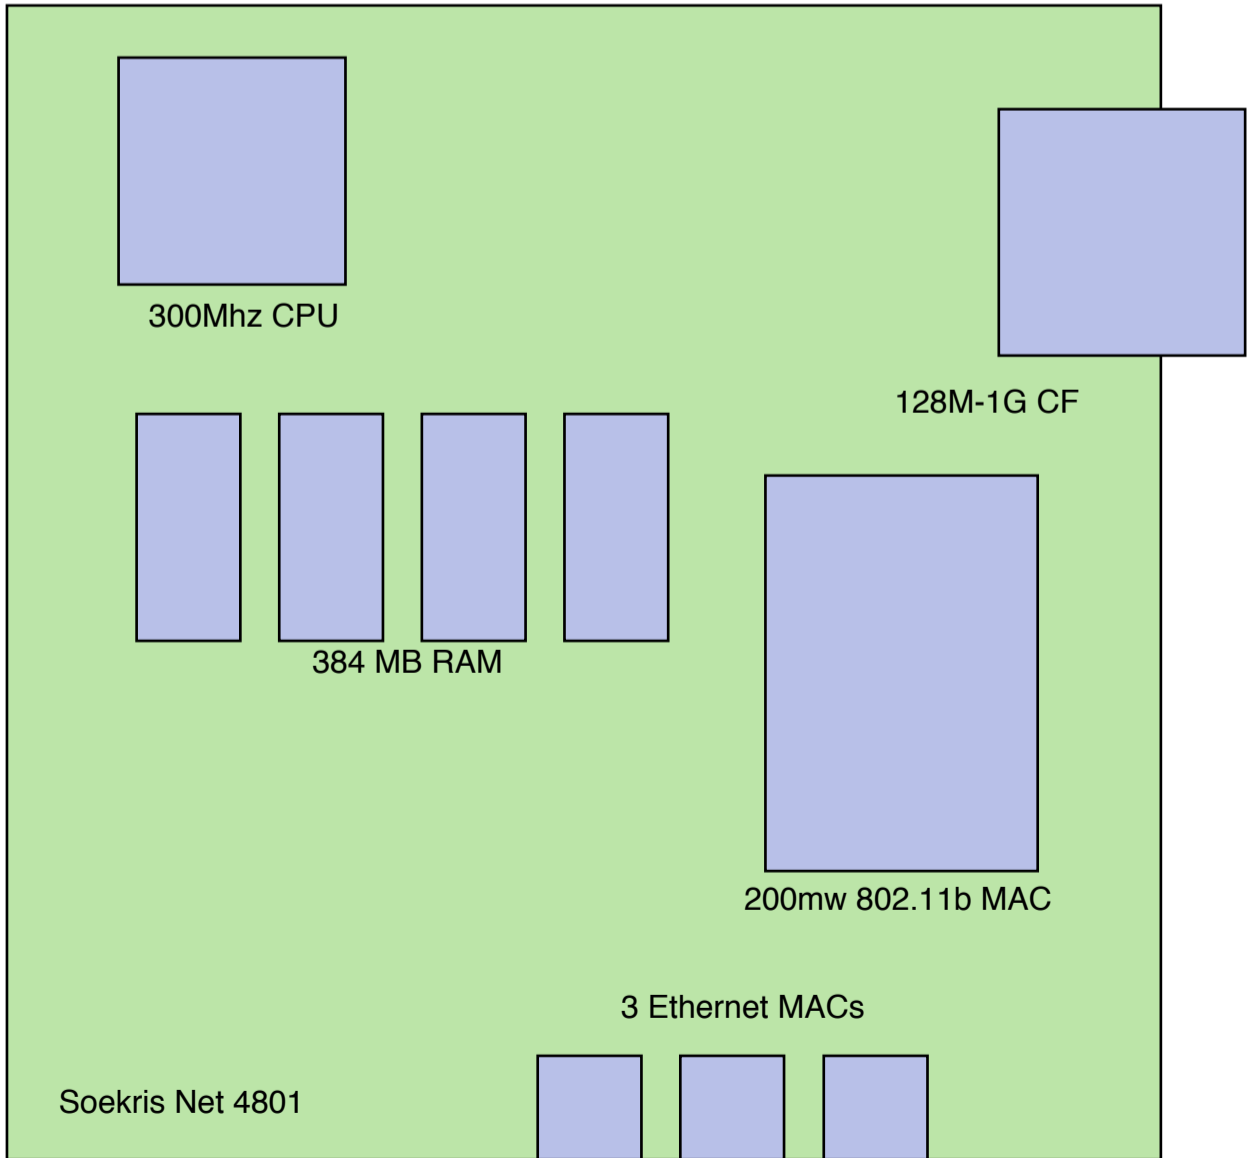 300Mhz CPU
128M-1G CF
384 MB RAM
200mw 802.11b MAC
3 Ethernet MACs
Soekris Net 4801